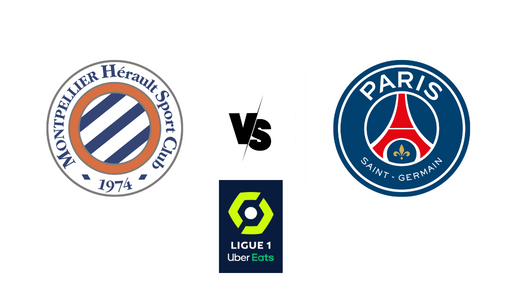 MONTPELLIER Hérault Sport Club
1974
VS
PARIS
SAINT - GERMAIN
LIGUE 1
Uber Eats